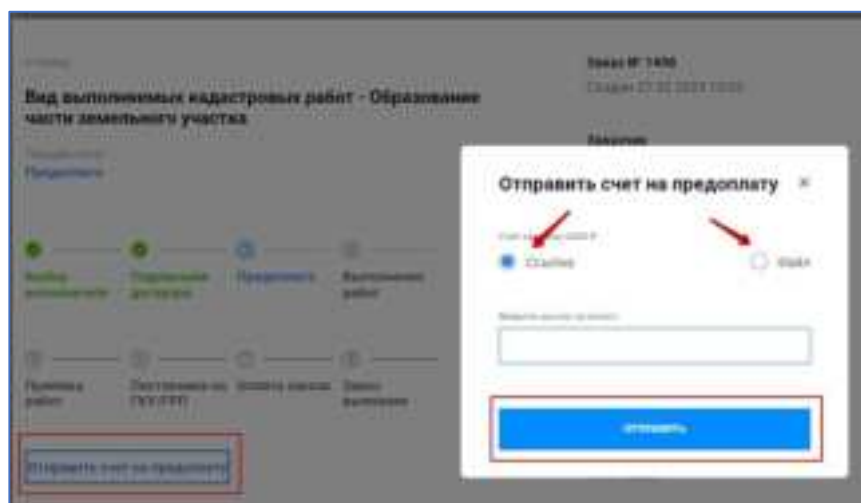 Заказ № 1498
Вид выполняемых кадастровых работ - Образование
части земельного участка
Заказчик
Предоплата
Отправить счет на предоплату
×
Ссылка
Файл
Выбор
исполнителя
Подписание
договора
Предоплата
Выполнение
работ
Приемка
работ
Постановка на
ГКУ/ГРП
Оплата заказа
Заказ
выполнен
ОТПРАВИТЬ
Отправить счет на предоплату